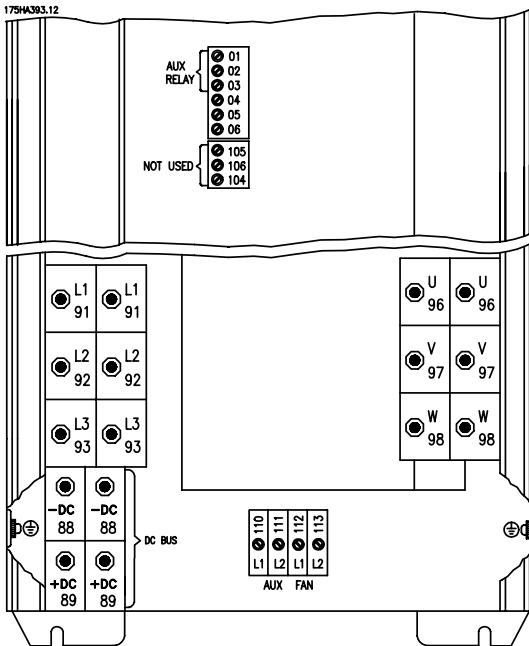 175HA393.12
AUX
RELAY
01
02
03
04
05
06
NOT USED
105
106
104
L1
91
L1
91
L2
92
L2
92
L3
93
L3
93
U
96
U
96
V
97
V
97
W
98
W
98
-DC
88
-DC
88
+DC
89
+DC
89
DC BUS
110
111
112
113
L1
L2
L1
L2
AUX FAN